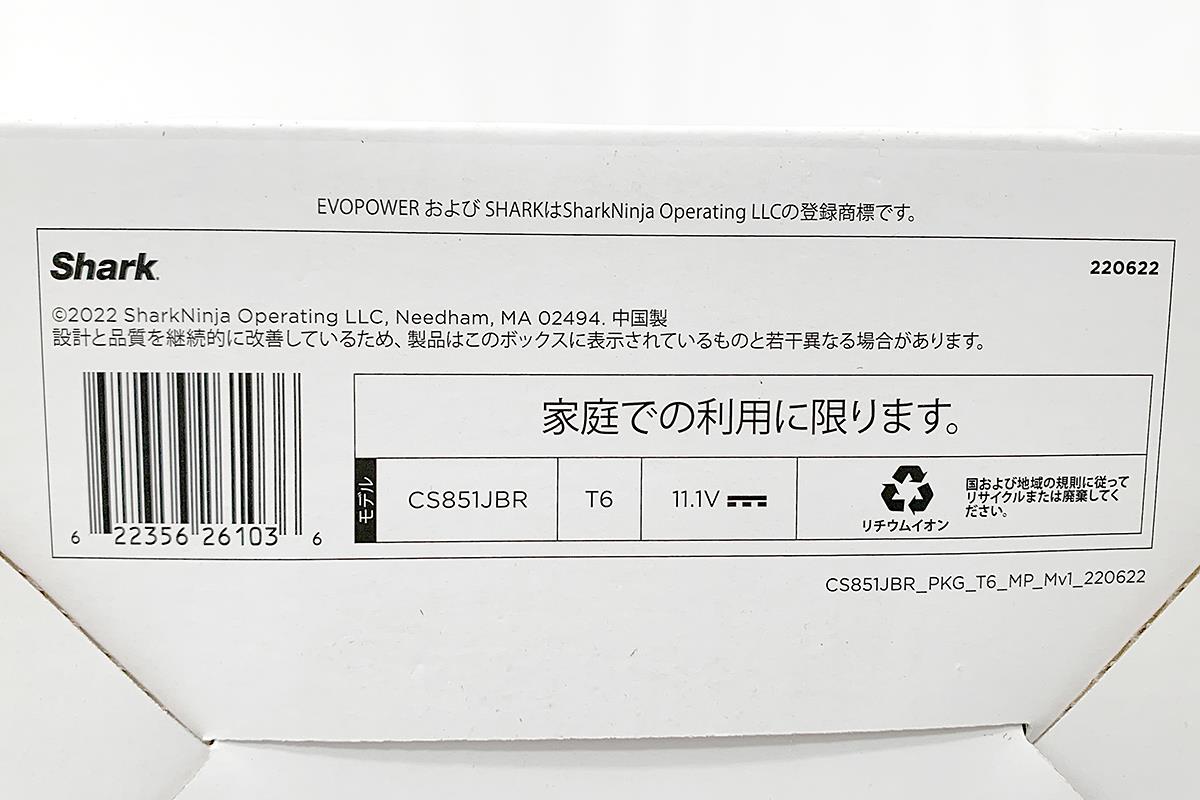 EVOPOWER および SHARKはSharkNinja Operating LLCの登録商標です。
Shark.
220622
©2022 SharkNinja Operating LLC, Needham, MA 02494. 中国製
設計と品質を継続的に改善しているため、製品はこのボックスに表示されているものと若干異なる場合があります。
家庭での利用に限ります。
モデル
CS851JBR
T6
11.1V
リチウムイオン
国および地域の規則に従って
リサイクルまたは廃棄してく
ださい。
6 22356 26103 6
CS851JBR_PKG_T6_MP_Mv1_220622